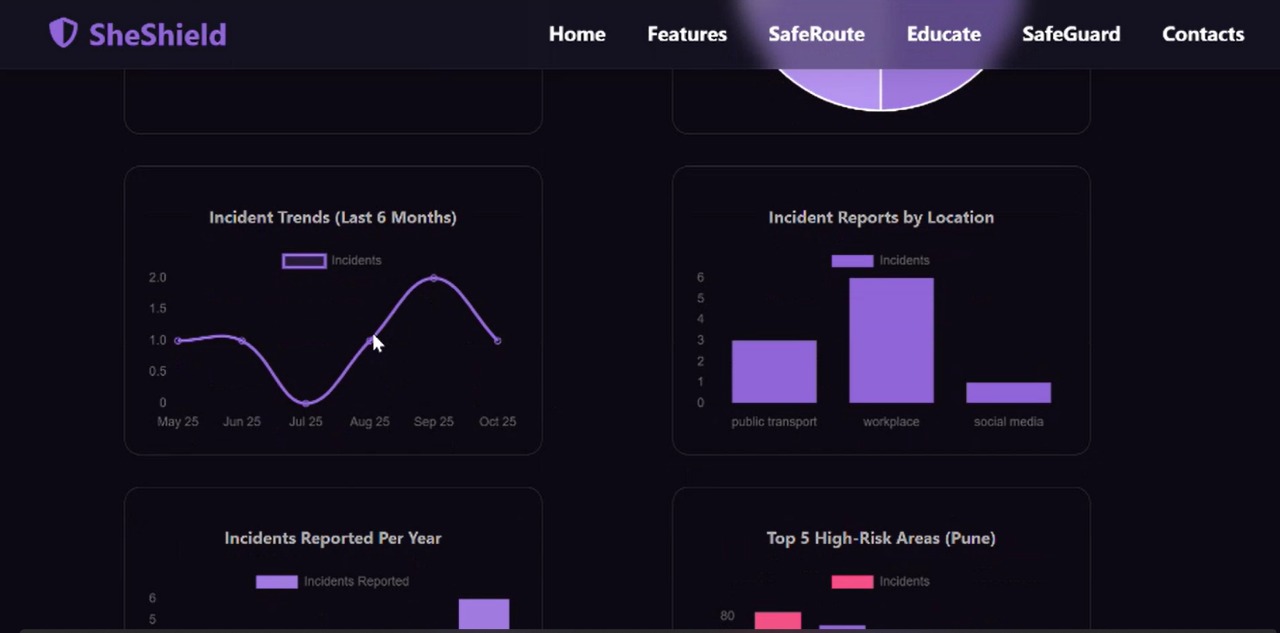 SheShield
Home Features SafeRoute Educate SafeGuard Contacts
Incident Trends (Last 6 Months)
Incidents
2.0
1.5
1.0
0.5
0
May 25 Jun 25 Jul 25 Aug 25 Sep 25 Oct 25
Incident Reports by Location
Incidents
6
5
4
3
2
1
0
public transport workplace social media
Incidents Reported Per Year
Incidents Reported
6
5
Top 5 High-Risk Areas (Pune)
Incidents
80